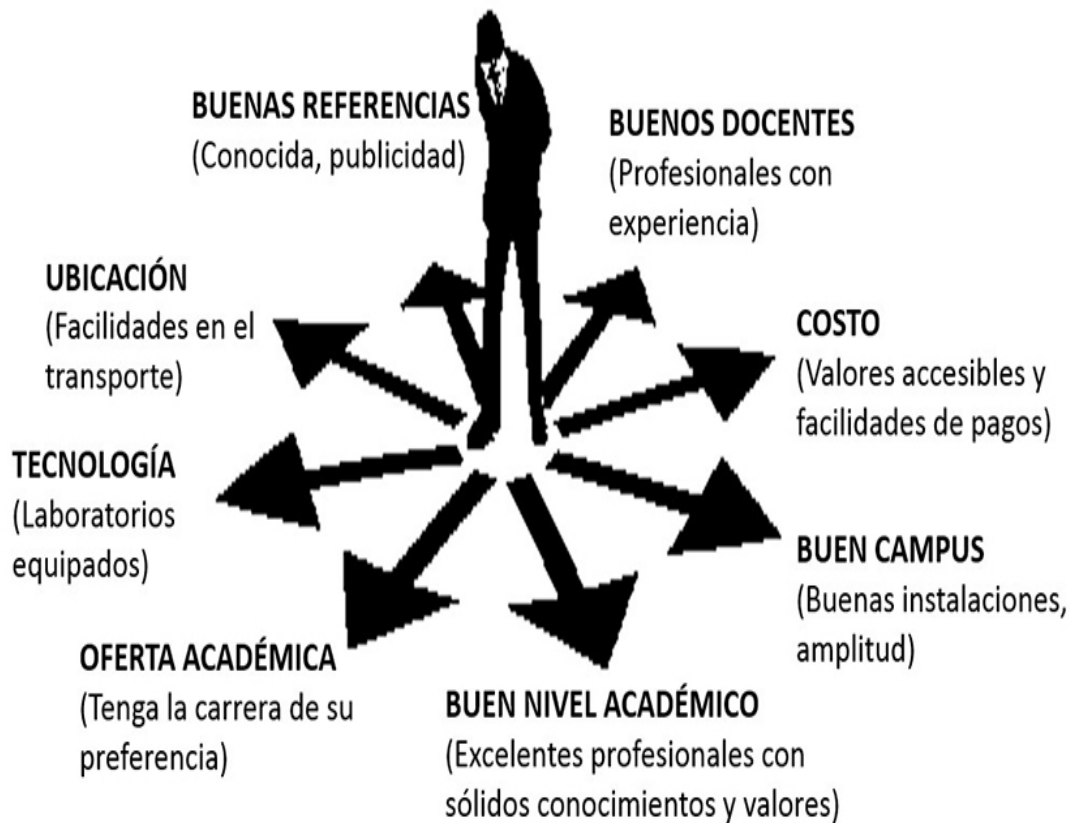 BUENAS REFERENCIAS
(Conocida, publicidad)
BUENOS DOCENTES
(Profesionales con
experiencia)
UBICACIÓN
(Facilidades en el
transporte)
COSTO
(Valores accesibles y
facilidades de pagos)
TECNOLOGÍA
(Laboratorios
equipados)
BUEN CAMPUS
(Buenas instalaciones,
amplitud)
OFERTA ACADÉMICA
(Tenga la carrera de su
preferencia)
BUEN NIVEL ACADÉMICO
(Excelentes profesionales con
sólidos conocimientos y valores)